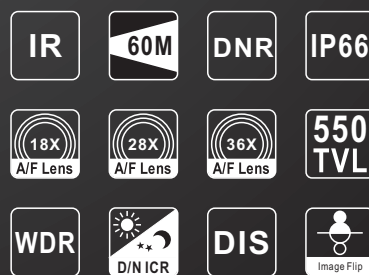 IR
60M
DNR
IP66
18X
A/F Lens
28X
A/F Lens
36X
A/F Lens
550
TVL
WDR
D/N ICR
DIS
Image Flip